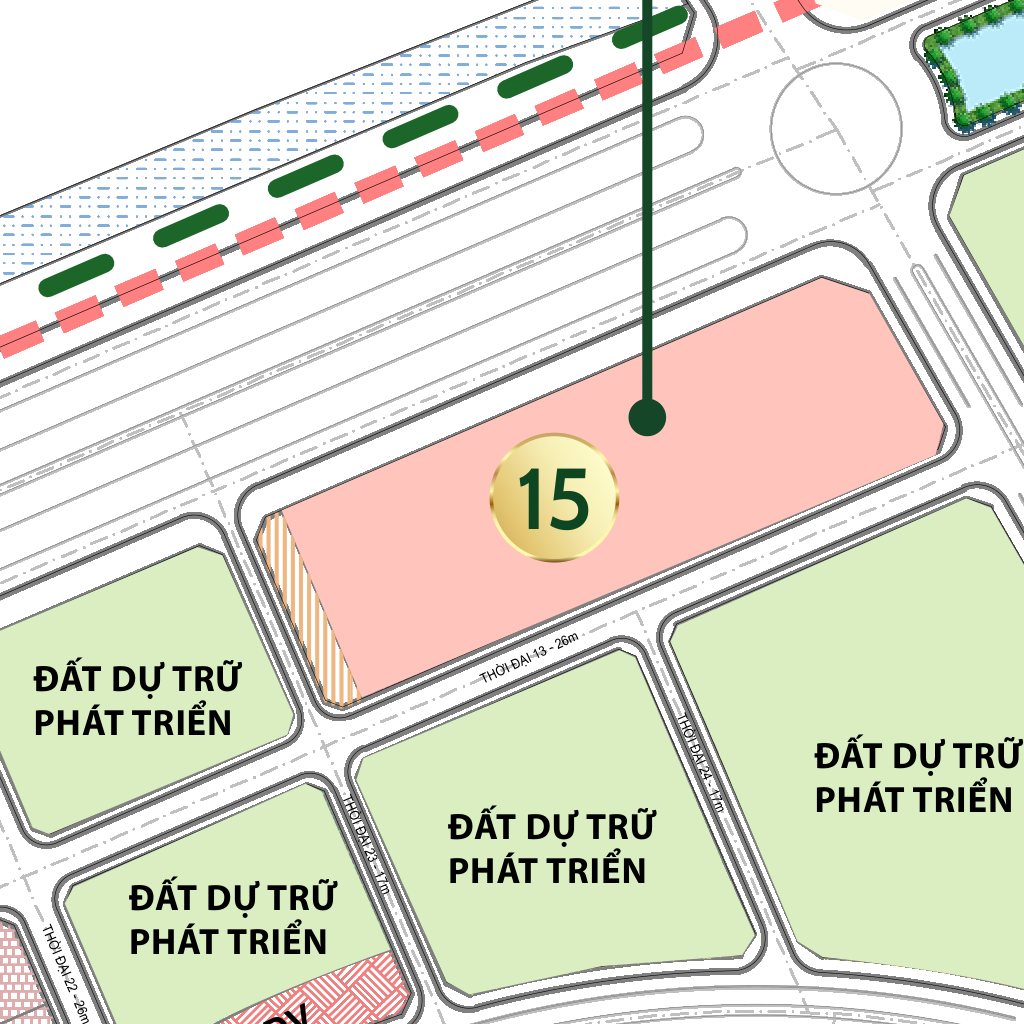 15
THỜI ĐẠI 13 - 26m
ĐẤT DỰ TRỮ
PHÁT TRIỂN
THỜI ĐẠI 24 - 17m
ĐẤT DỰ TRỮ
PHÁT TRIỂN
THỜI ĐẠI 23 - 17m
ĐẤT DỰ TRỮ
PHÁT TRIỂN
ĐẤT DỰ TRỮ
PHÁT TRIỂN
THỜI ĐẠI 22 - 26m